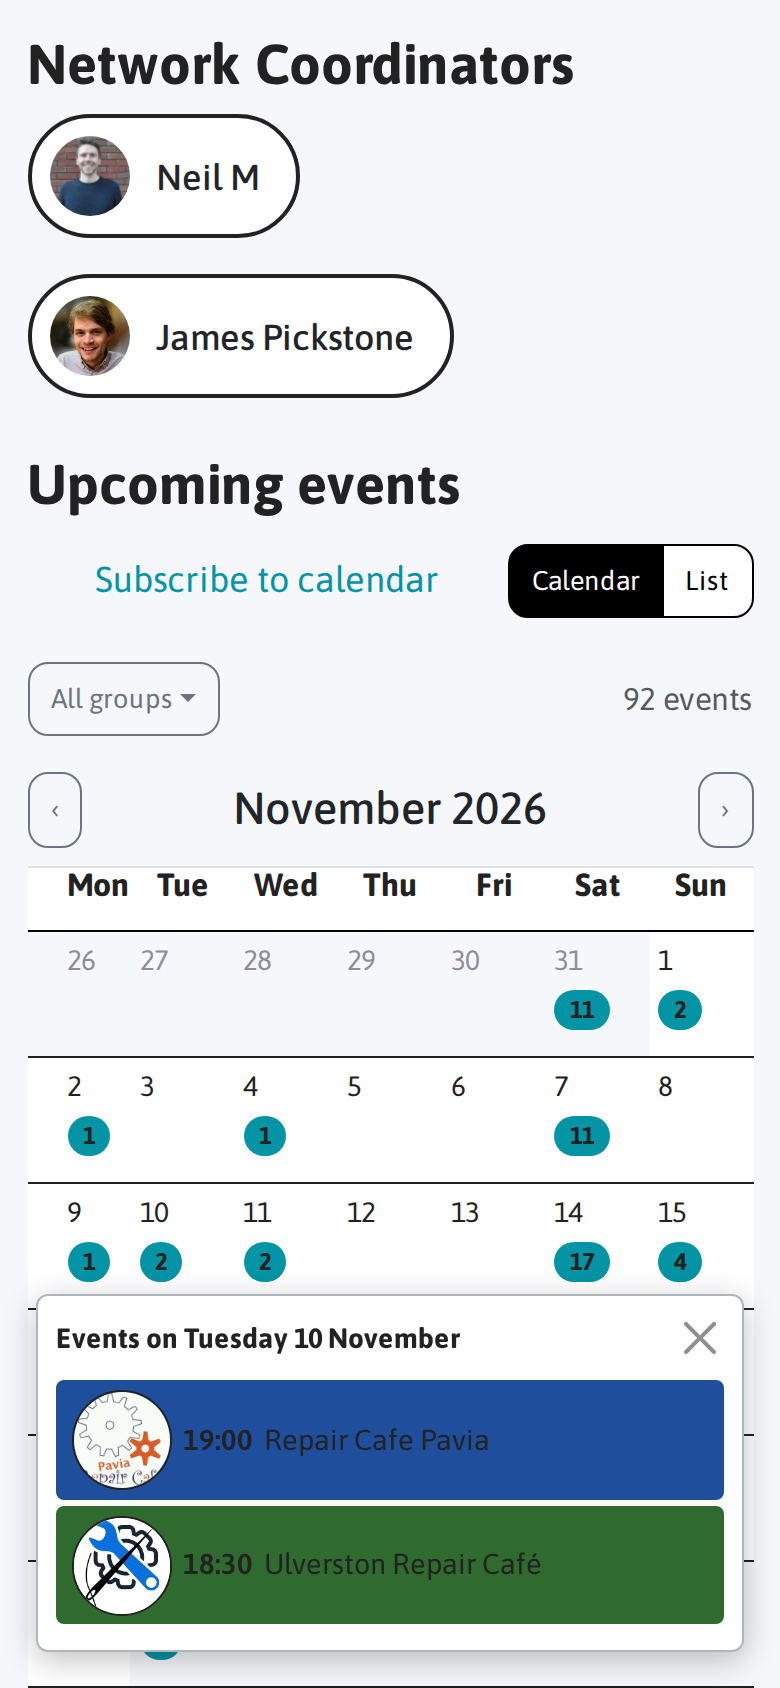 Network Coordinators
Neil M
James Pickstone
Upcoming events
Subscribe to calendar
Calendar List
All groups
92 events
‹ November 2026 ›
Mon Tue Wed Thu Fri Sat Sun
26 27 28 29 30 31 1
11 2
2 3 4 5 6 7 8
1 1 11
9 10 11 12 13 14 15
1 2 2 17 4
Events on Tuesday 10 November
Pavia
19:00 Repair Cafe Pavia
18:30 Ulverston Repair Café